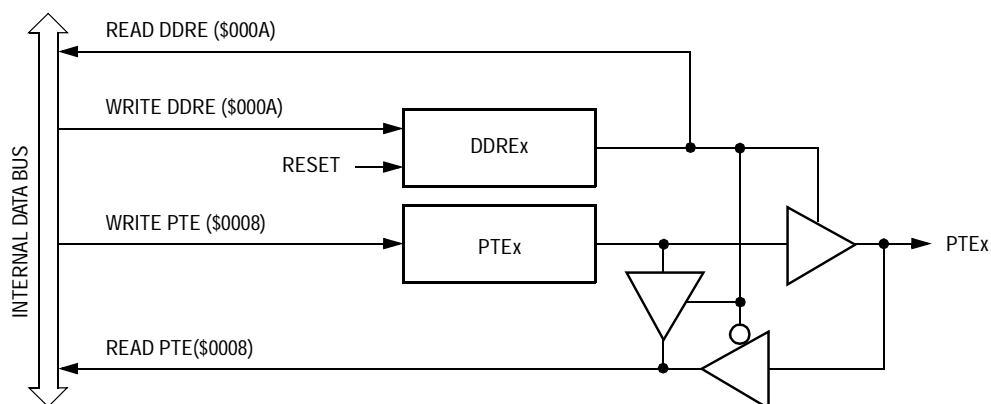 READ DDRE ($000A)
WRITE DDRE ($000A)
DDREx
RESET
INTERNAL DATA BUS
WRITE PTE ($0008)
PTEx
PTEx
READ PTE($0008)